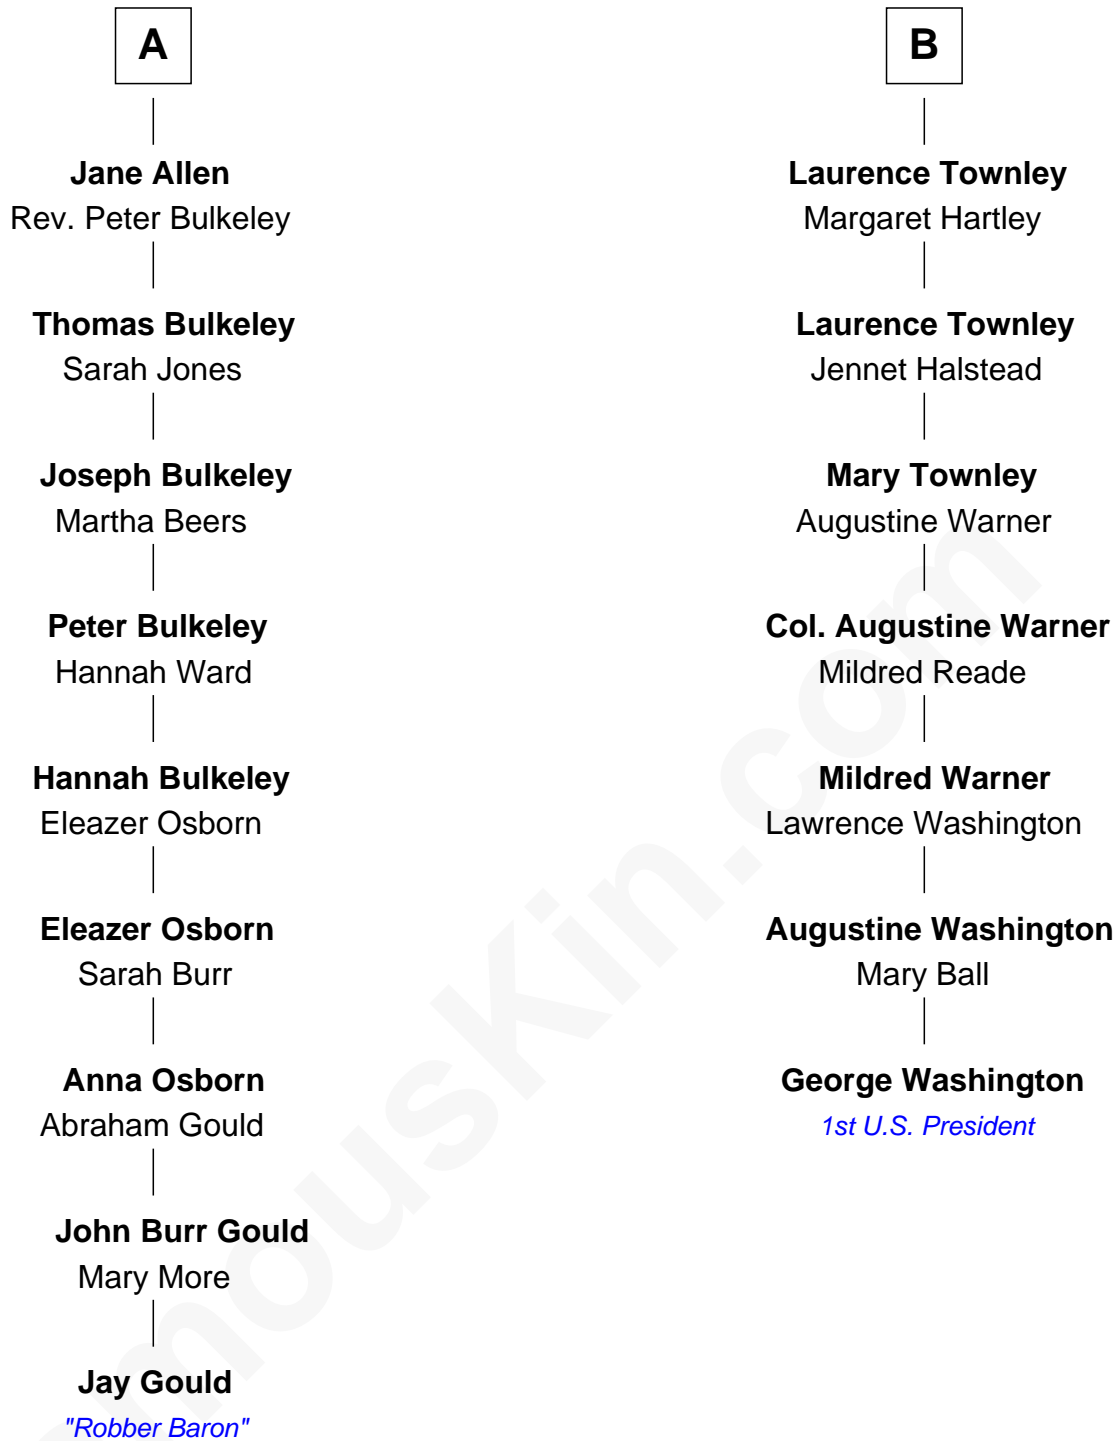 A
Jane Allen
Rev. Peter Bulkeley
Thomas Bulkeley
Sarah Jones
Joseph Bulkeley
Martha Beers
Peter Bulkeley
Hannah Ward
Hannah Bulkeley
Eleazer Osborn
Eleazer Osborn
Sarah Burr
Anna Osborn
Abraham Gould
John Burr Gould
Mary More
Jay Gould
"Robber Baron"
B
Laurence Townley
Margaret Hartley
Laurence Townley
Jennet Halstead
Mary Townley
Augustine Warner
Col. Augustine Warner
Mildred Reade
Mildred Warner
Lawrence Washington
Augustine Washington
Mary Ball
George Washington
1st U.S. President
mousKin.com